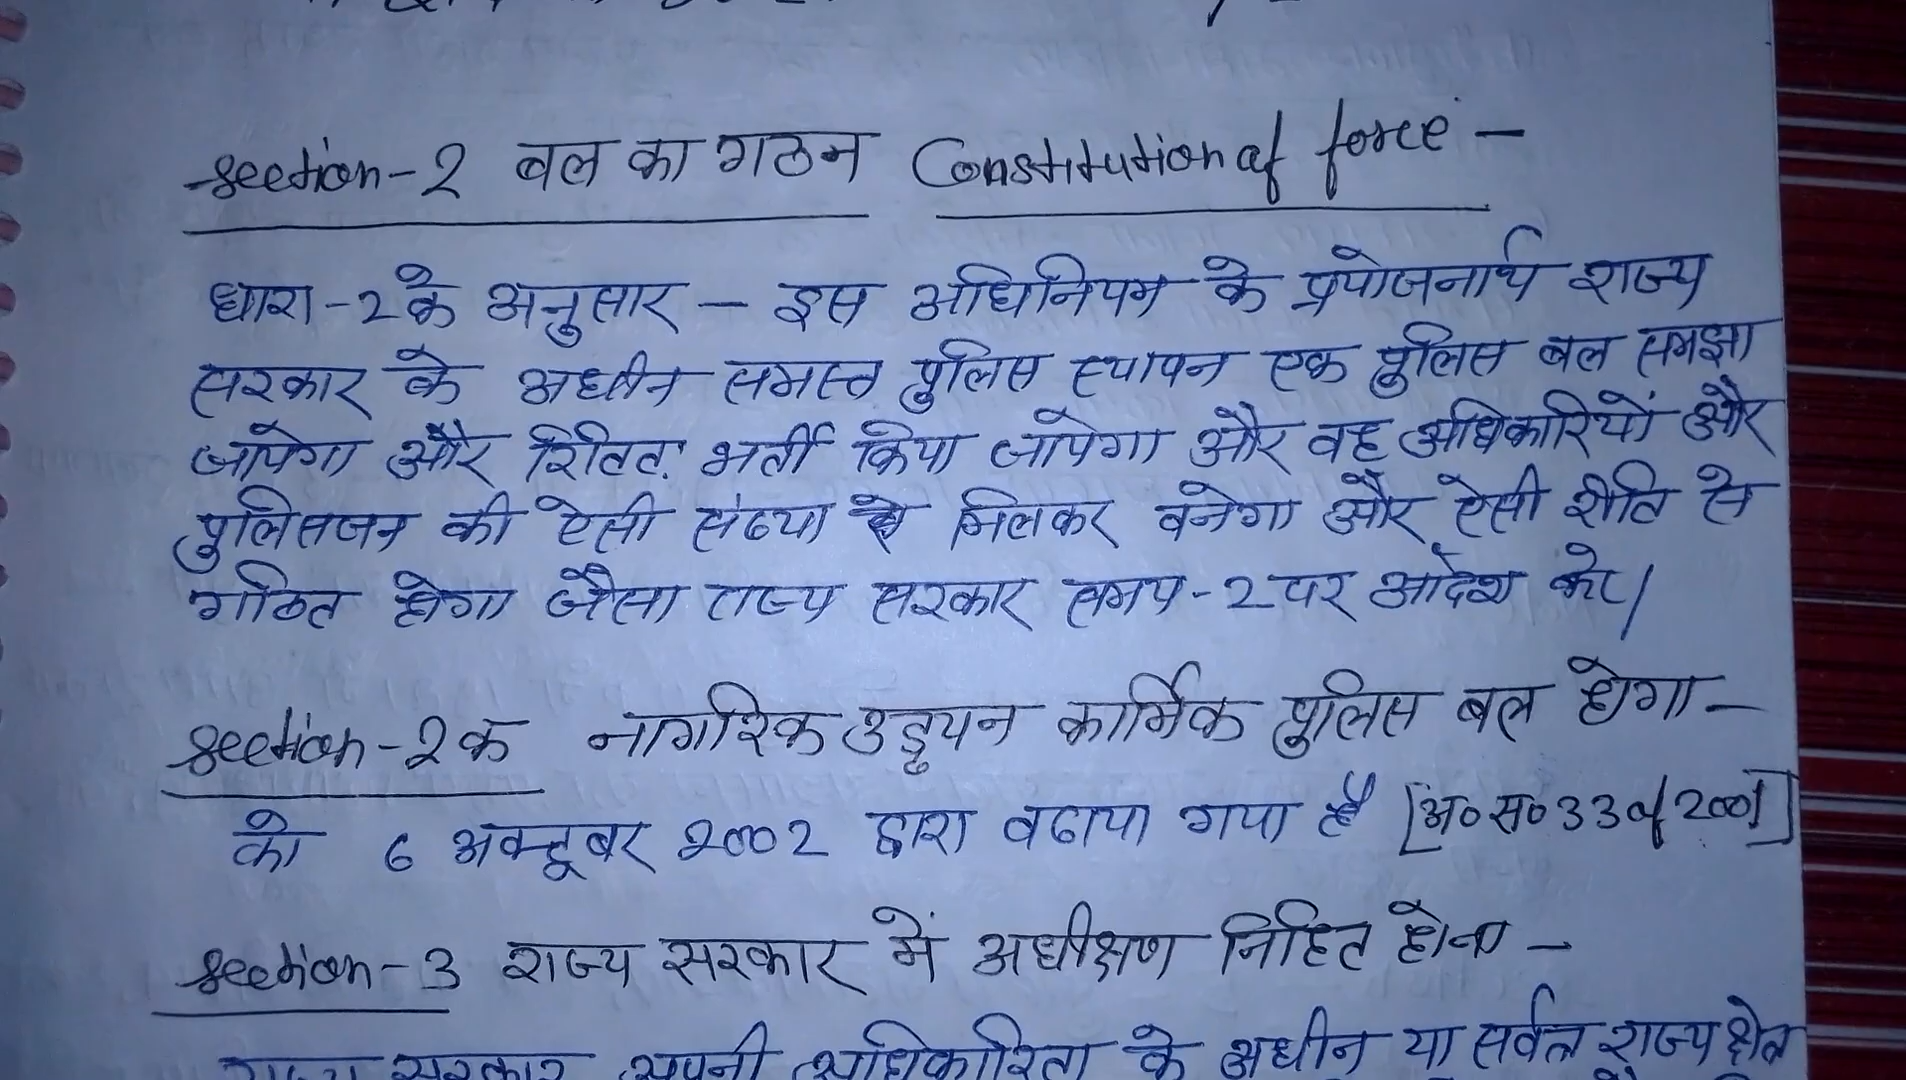 Section-2 बल का गठन Constitution of force –
धारा-2 के अनुसार – इस अधिनियम के प्रयोजनार्थ राज्य
सरकार के अधीन समस्त पुलिस स्थापन एक पुलिस बल समझा
जायेगा और भर्ती किया जायेगा और वह अधिकारियों और
पुलिसजन की ऐसी संख्या से मिलकर बनेगा और ऐसी रीति से
गठित होगा जैसा राज्य सरकार समय-2 पर आदेश करे।
Section-2क नागरिक उड्डयन कार्मिक पुलिस बल होगा –
को 6 अक्टूबर 2002 द्वारा बढाया गया है [अ० स० 33 of 2001]
Section-3 राज्य सरकार में अधीक्षण निहित होना –
राज्य सरकार अपनी अधिकारिता के अधीन या सर्वत्र राज्य क्षेत्र